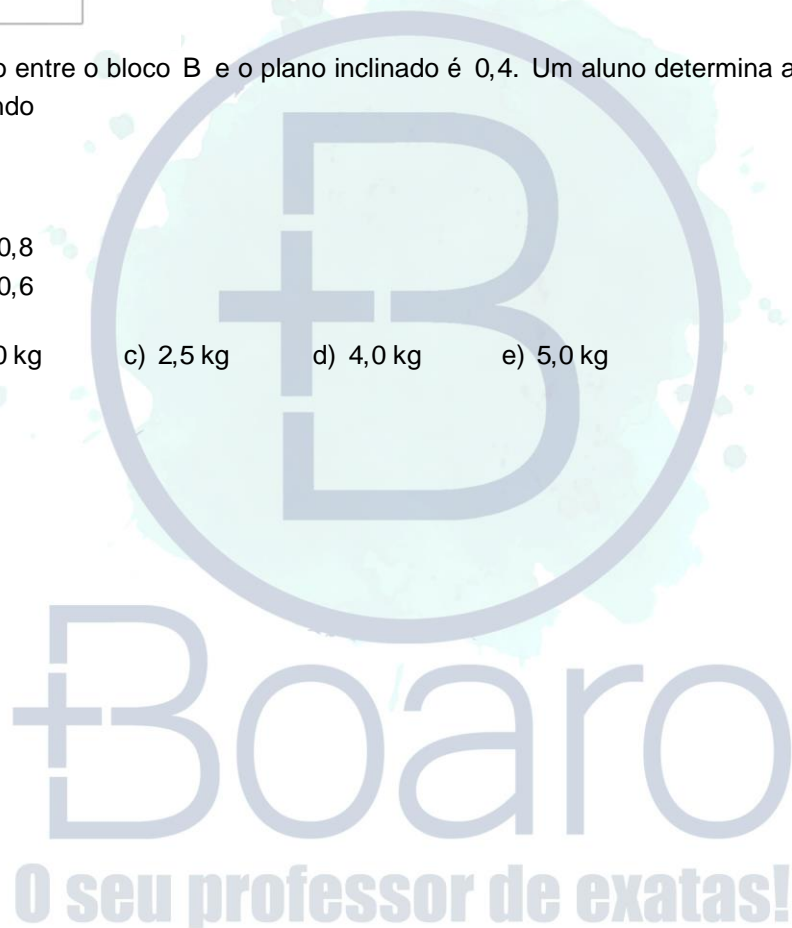 o entre o bloco B e o plano inclinado é 0,4. Um aluno determina a
ndo
0,8
0,6
0 kg c) 2,5 kg d) 4,0 kg e) 5,0 kg
+B
Boaro
O seu professor de exatas!